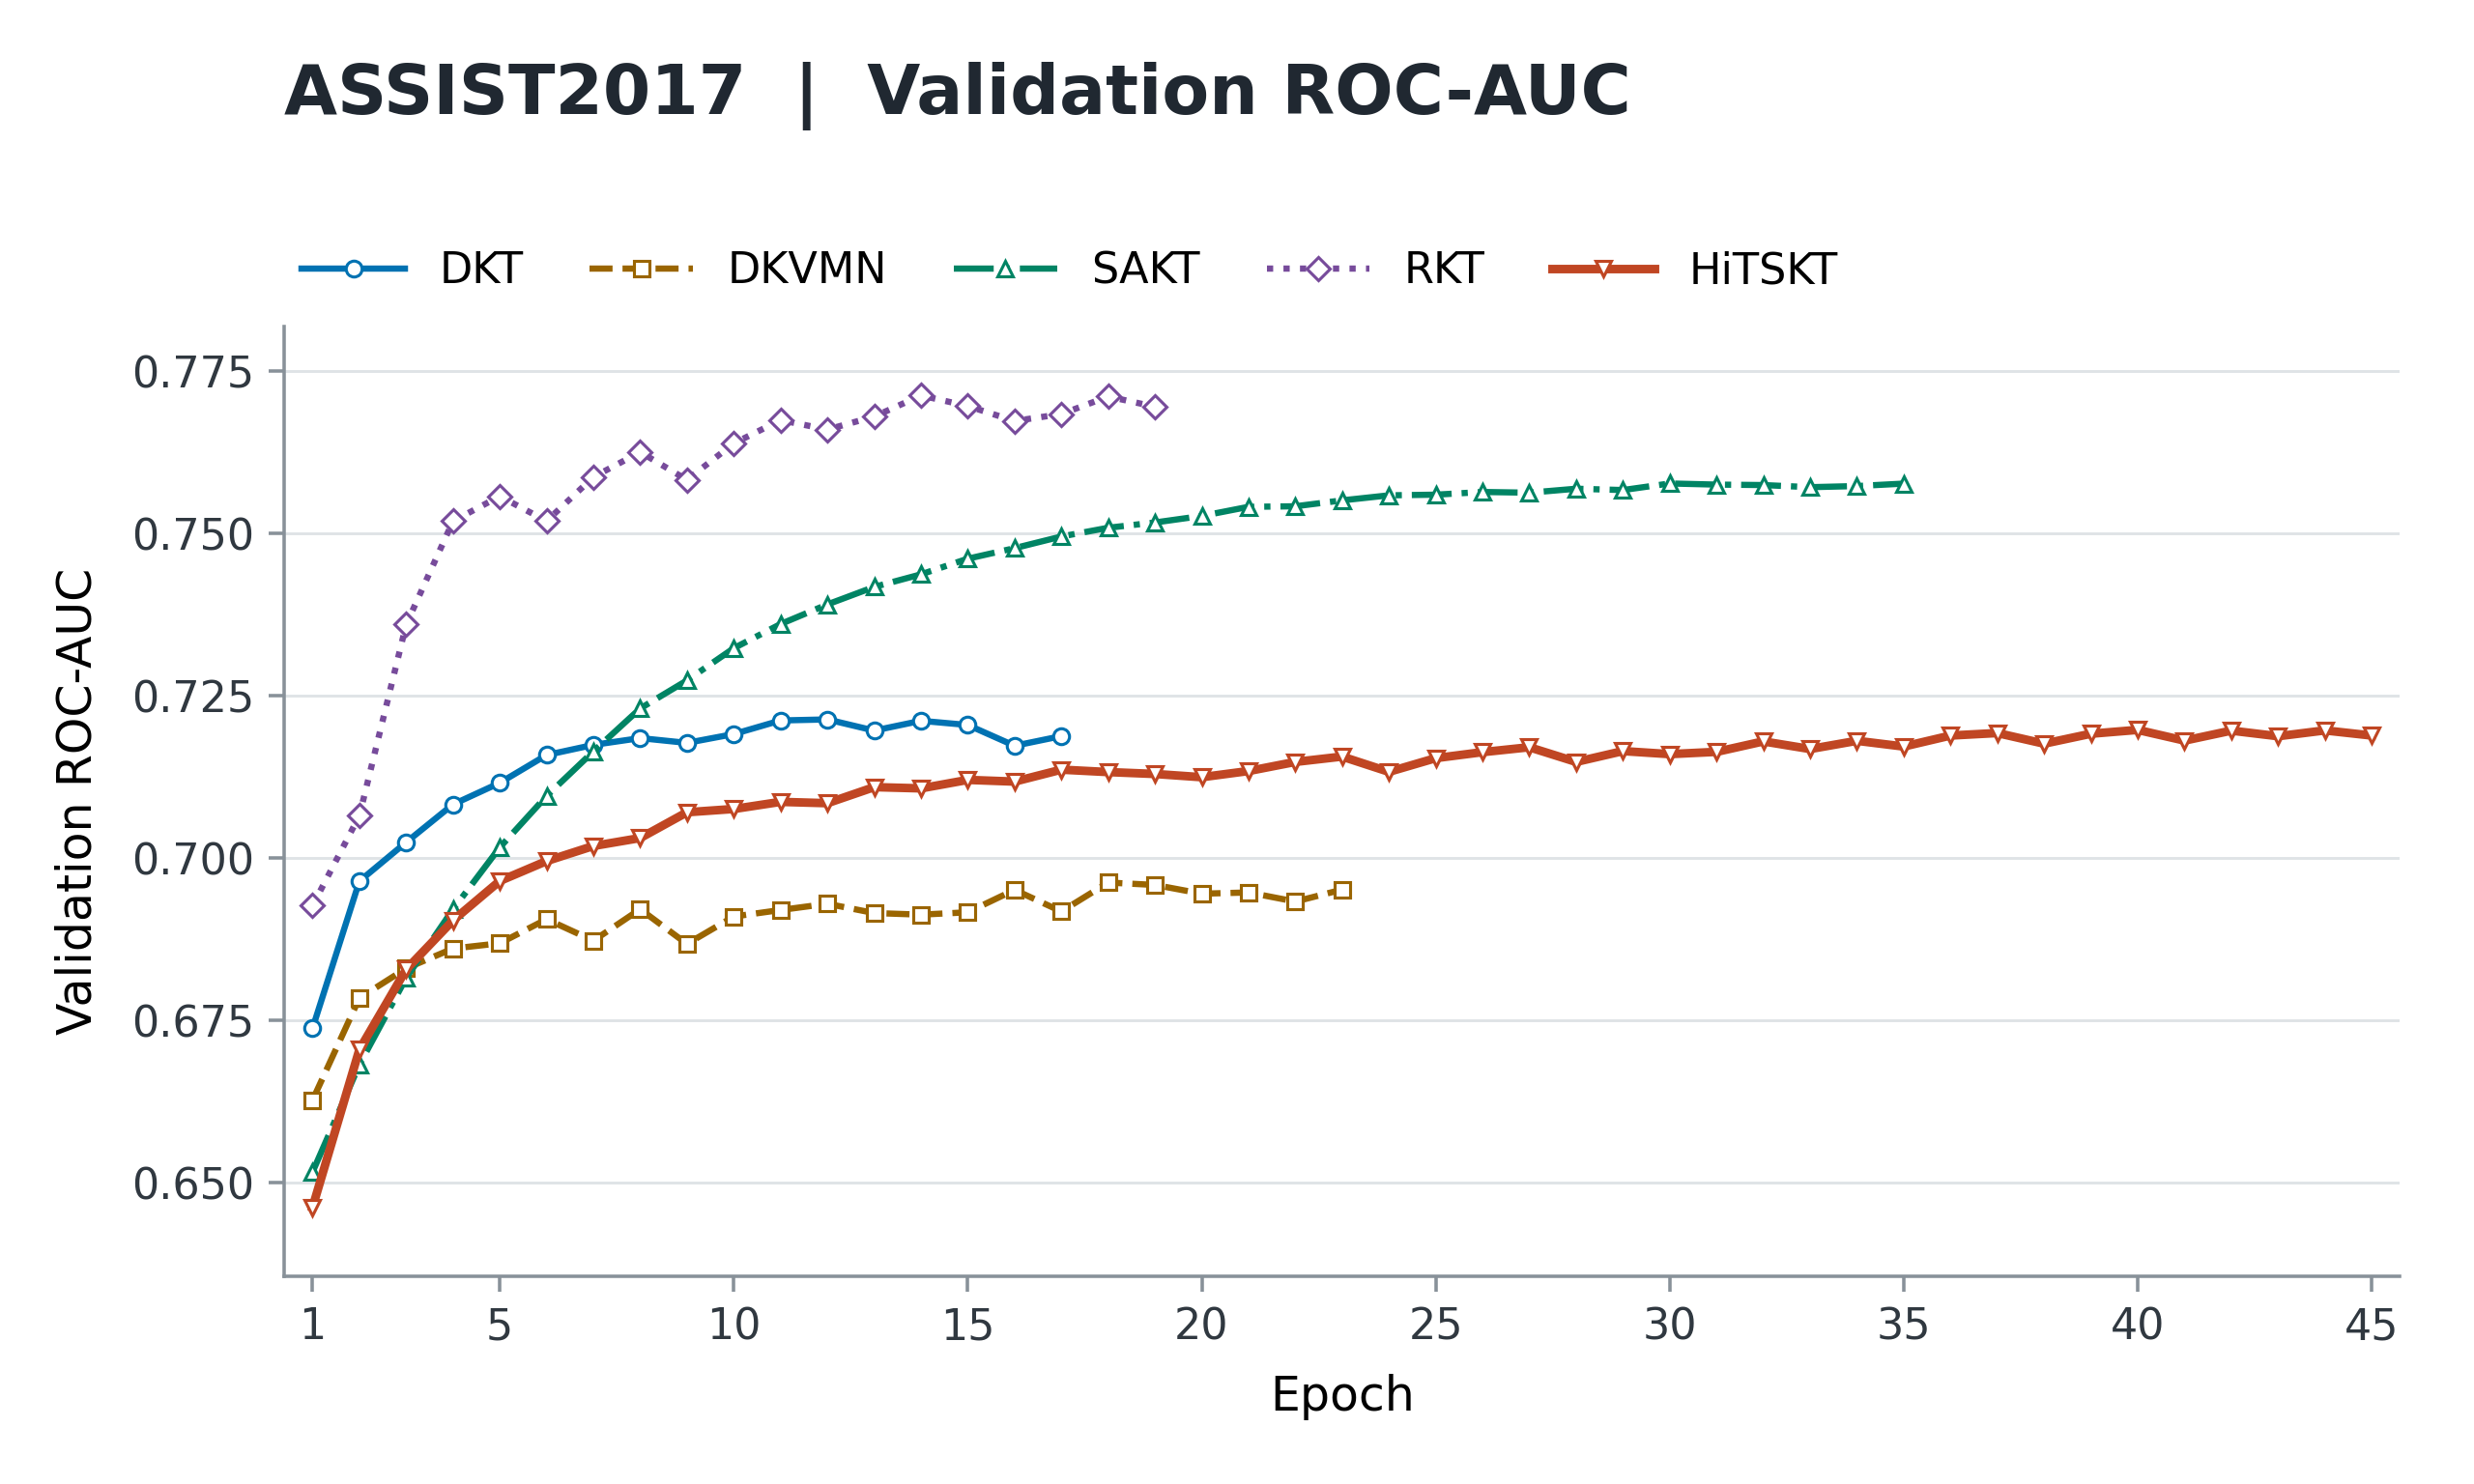 ASSIST2017 | Validation ROC-AUC
DKT DKVMN SAKT RKT HiTSKT
Validation ROC-AUC
0.775
0.750
0.725
0.700
0.675
0.650
1 5 10 15 20 25 30 35 40 45
Epoch